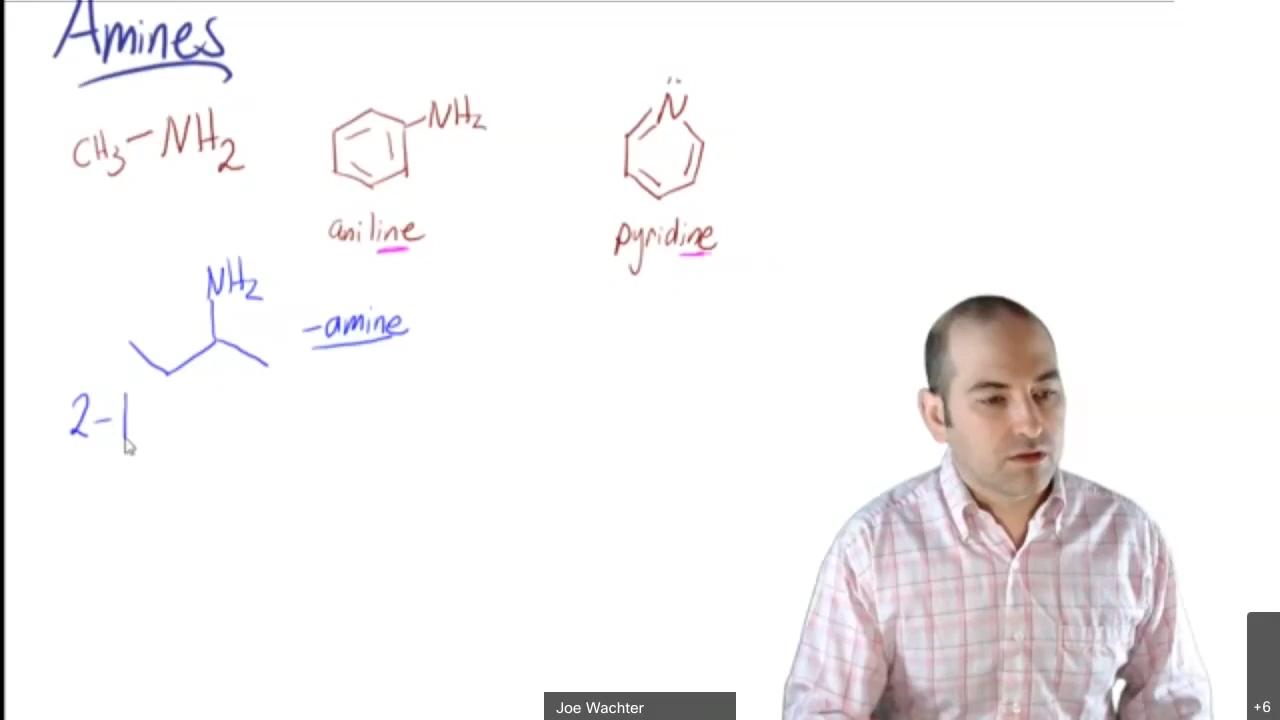 Amines
CH3-NH2
NH2
N
aniline
pyridine
NH2
-amine
2-
Joe Wachter
+6